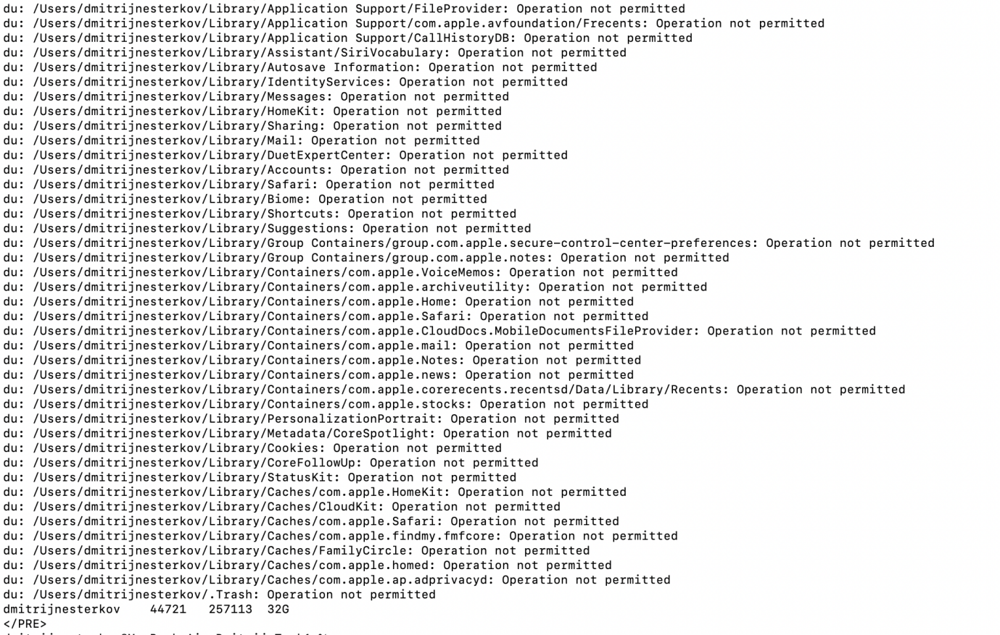 du: /Users/dmitrijnesterkov/Library/Application Support/FileProvider: Operation not permitted
du: /Users/dmitrijnesterkov/Library/Application Support/com.apple.avfoundation/Frecents: Operation not permitted
du: /Users/dmitrijnesterkov/Library/Application Support/CallHistoryDB: Operation not permitted
du: /Users/dmitrijnesterkov/Library/Assistant/SiriVocabulary: Operation not permitted
du: /Users/dmitrijnesterkov/Library/Autosave Information: Operation not permitted
du: /Users/dmitrijnesterkov/Library/IdentityServices: Operation not permitted
du: /Users/dmitrijnesterkov/Library/Messages: Operation not permitted
du: /Users/dmitrijnesterkov/Library/HomeKit: Operation not permitted
du: /Users/dmitrijnesterkov/Library/Sharing: Operation not permitted
du: /Users/dmitrijnesterkov/Library/Mail: Operation not permitted
du: /Users/dmitrijnesterkov/Library/DuetExpertCenter: Operation not permitted
du: /Users/dmitrijnesterkov/Library/Accounts: Operation not permitted
du: /Users/dmitrijnesterkov/Library/Safari: Operation not permitted
du: /Users/dmitrijnesterkov/Library/Biome: Operation not permitted
du: /Users/dmitrijnesterkov/Library/Shortcuts: Operation not permitted
du: /Users/dmitrijnesterkov/Library/Suggestions: Operation not permitted
du: /Users/dmitrijnesterkov/Library/Group Containers/group.com.apple.secure-control-center-preferences: Operation not permitted
du: /Users/dmitrijnesterkov/Library/Group Containers/group.com.apple.notes: Operation not permitted
du: /Users/dmitrijnesterkov/Library/Containers/com.apple.VoiceMemos: Operation not permitted
du: /Users/dmitrijnesterkov/Library/Containers/com.apple.archiveutility: Operation not permitted
du: /Users/dmitrijnesterkov/Library/Containers/com.apple.Home: Operation not permitted
du: /Users/dmitrijnesterkov/Library/Containers/com.apple.Safari: Operation not permitted
du: /Users/dmitrijnesterkov/Library/Containers/com.apple.CloudDocs.MobileDocumentsFileProvider: Operation not permitted
du: /Users/dmitrijnesterkov/Library/Containers/com.apple.mail: Operation not permitted
du: /Users/dmitrijnesterkov/Library/Containers/com.apple.Notes: Operation not permitted
du: /Users/dmitrijnesterkov/Library/Containers/com.apple.news: Operation not permitted
du: /Users/dmitrijnesterkov/Library/Containers/com.apple.corerecents.recentsd/Data/Library/Recents: Operation not permitted
du: /Users/dmitrijnesterkov/Library/Containers/com.apple.stocks: Operation not permitted
du: /Users/dmitrijnesterkov/Library/PersonalizationPortrait: Operation not permitted
du: /Users/dmitrijnesterkov/Library/Metadata/CoreSpotlight: Operation not permitted
du: /Users/dmitrijnesterkov/Library/Cookies: Operation not permitted
du: /Users/dmitrijnesterkov/Library/CoreFollowUp: Operation not permitted
du: /Users/dmitrijnesterkov/Library/StatusKit: Operation not permitted
du: /Users/dmitrijnesterkov/Library/Caches/com.apple.HomeKit: Operation not permitted
du: /Users/dmitrijnesterkov/Library/Caches/CloudKit: Operation not permitted
du: /Users/dmitrijnesterkov/Library/Caches/com.apple.Safari: Operation not permitted
du: /Users/dmitrijnesterkov/Library/Caches/com.apple.findmy.fmfcore: Operation not permitted
du: /Users/dmitrijnesterkov/Library/Caches/FamilyCircle: Operation not permitted
du: /Users/dmitrijnesterkov/Library/Caches/com.apple.homed: Operation not permitted
du: /Users/dmitrijnesterkov/Library/Caches/com.apple.ap.adprivacyd: Operation not permitted
du: /Users/dmitrijnesterkov/.Trash: Operation not permitted
dmitrijnesterkov    44721   257113  32G
</PRE>